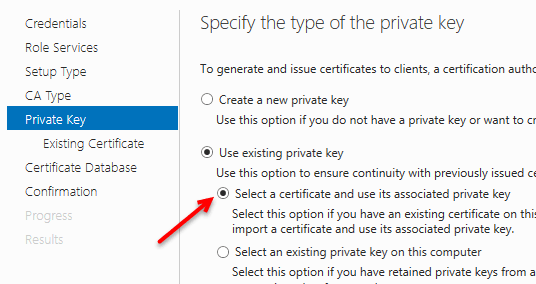 Specify the type of the private key
Credentials
Role Services
Setup Type
CA Type
Private Key
Existing Certificate
Certificate Database
Confirmation
Progress
Results
To generate and issue certificates to clients, a certification autho
Create a new private key
Use this option if you do not have a private key or want to cr
Use existing private key
Use this option to ensure continuity with previously issued ce
Select a certificate and use its associated private key
Select this option if you have an existing certificate on this
import a certificate and use its associated private key.
Select an existing private key on this computer
Select this option if you have retained private keys from a